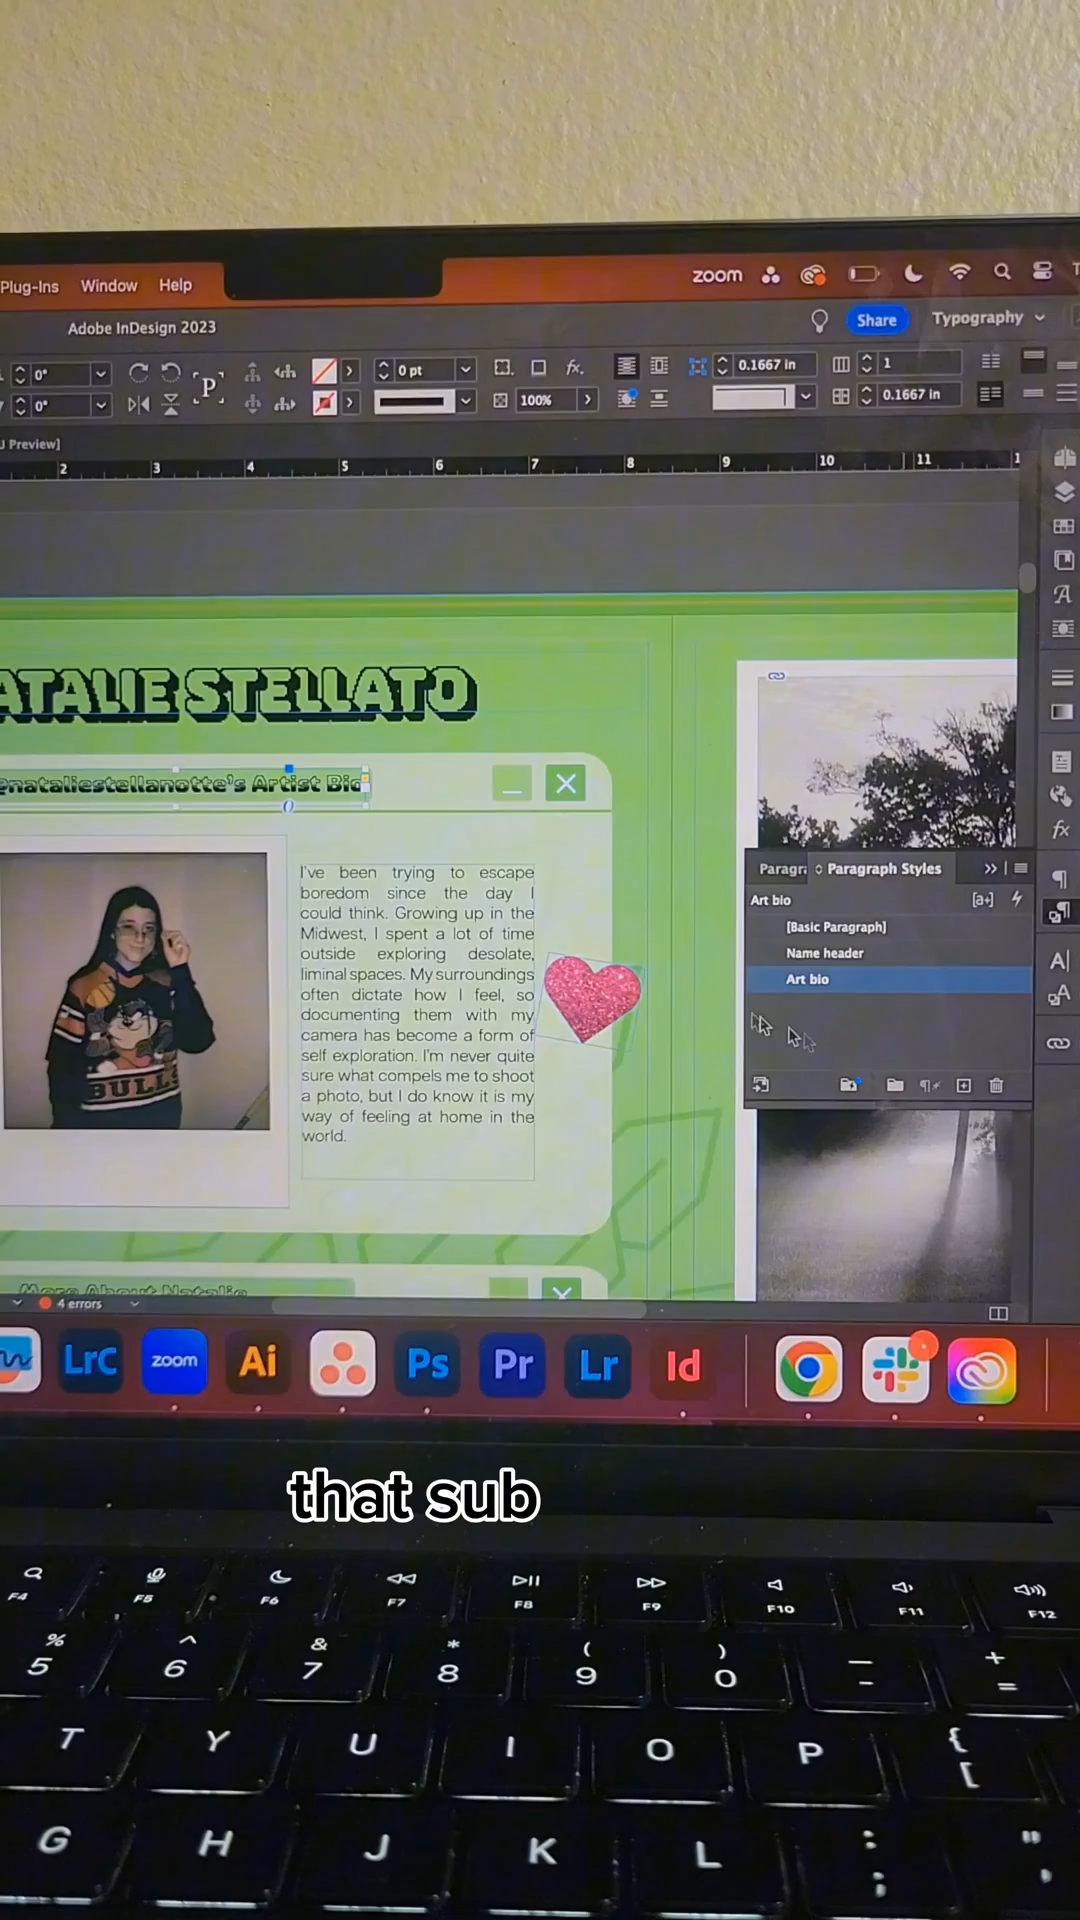 Plug-Ins Window Help
zoom
Adobe InDesign 2023
Share
Typography
0°
0 pt
0.1667 in
1
0°
P
100%
0.1667 in
Preview]
2 3 4 5 6 7 8 9 10 11
ATALIE STELLATO
@nataliestellanotte's Artist Bio
I've been trying to escape
boredom since the day I
could think. Growing up in the
Midwest, I spent a lot of time
outside exploring desolate,
liminal spaces. My surroundings
often dictate how I feel, so
documenting them with my
camera has become a form of
self exploration. I'm never quite
sure what compels me to shoot
a photo, but I do know it is my
way of feeling at home in the
world.
BULLS
Paragr
Paragraph Styles
Art bio
[a+]
[Basic Paragraph]
Name header
Art bio
More About Natalie
4 errors
LrC
zoom
Ai
Ps
Pr
Lr
Id
that sub
F4 F5 F6 F7 F8 F9 F10 F11 F12
% ^ & * ( ) — +
5 6 7 8 9 0 - =
T Y U I O P { [
G H J K L : ; " '